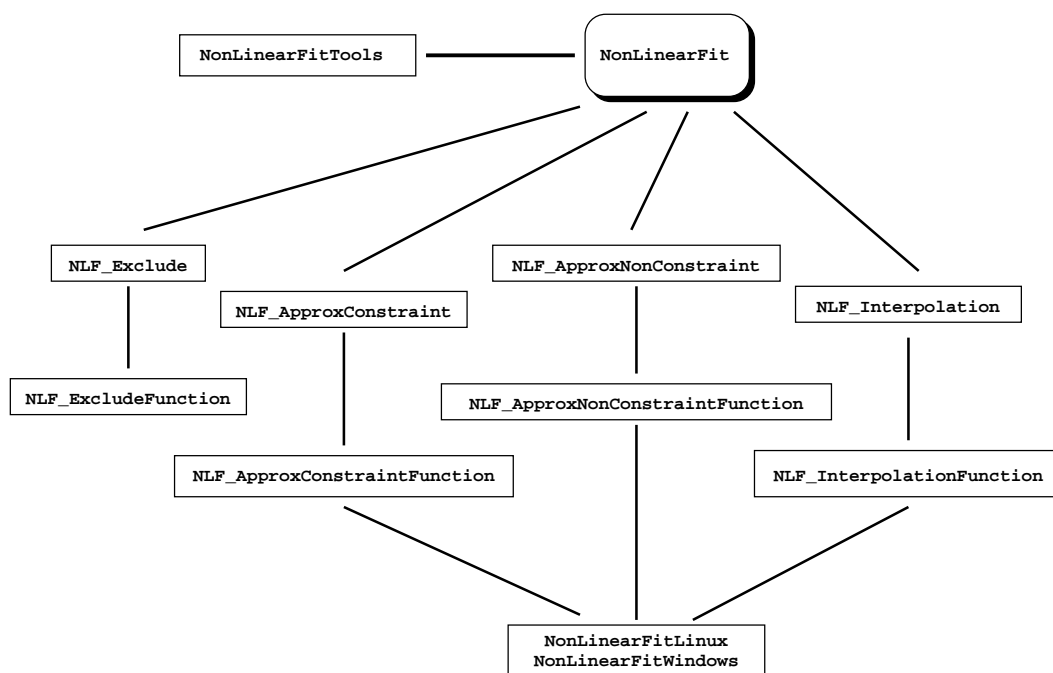 NonLinearFitTools
NonLinearFit
NLF_Exclude
NLF_ApproxNonConstraint
NLF_ApproxConstraint
NLF_Interpolation
NLF_ExcludeFunction
NLF_ApproxNonConstraintFunction
NLF_ApproxConstraintFunction
NLF_InterpolationFunction
NonLinearFitLinux
NonLinearFitWindows